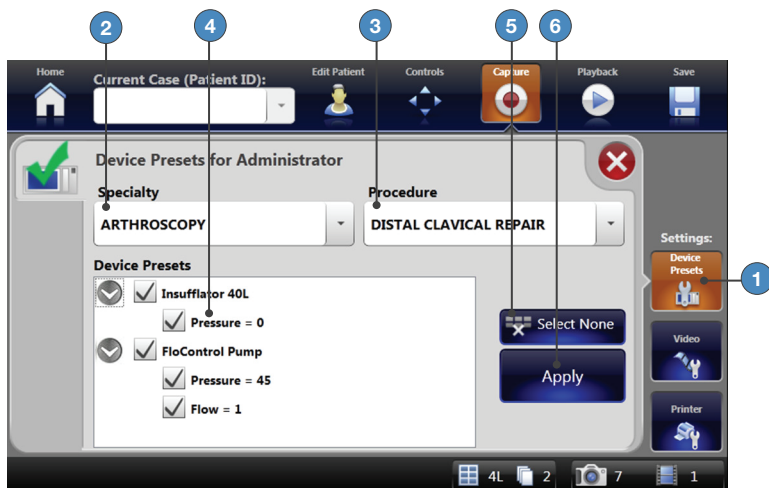 2 4 3 5 6
Home Current Case (Patient ID): Edit Patient Controls Capture Playback Save
Device Presets for Administrator
Specialty Procedure
ARTHROSCOPY DISTAL CLAVICAL REPAIR
Settings:
Device Presets
Device
Presets
1
Insufflator 40L
Pressure = 0
Select None
FloControl Pump
Video
Pressure = 45
Apply
Flow = 1
Printer
4L 2 7 1